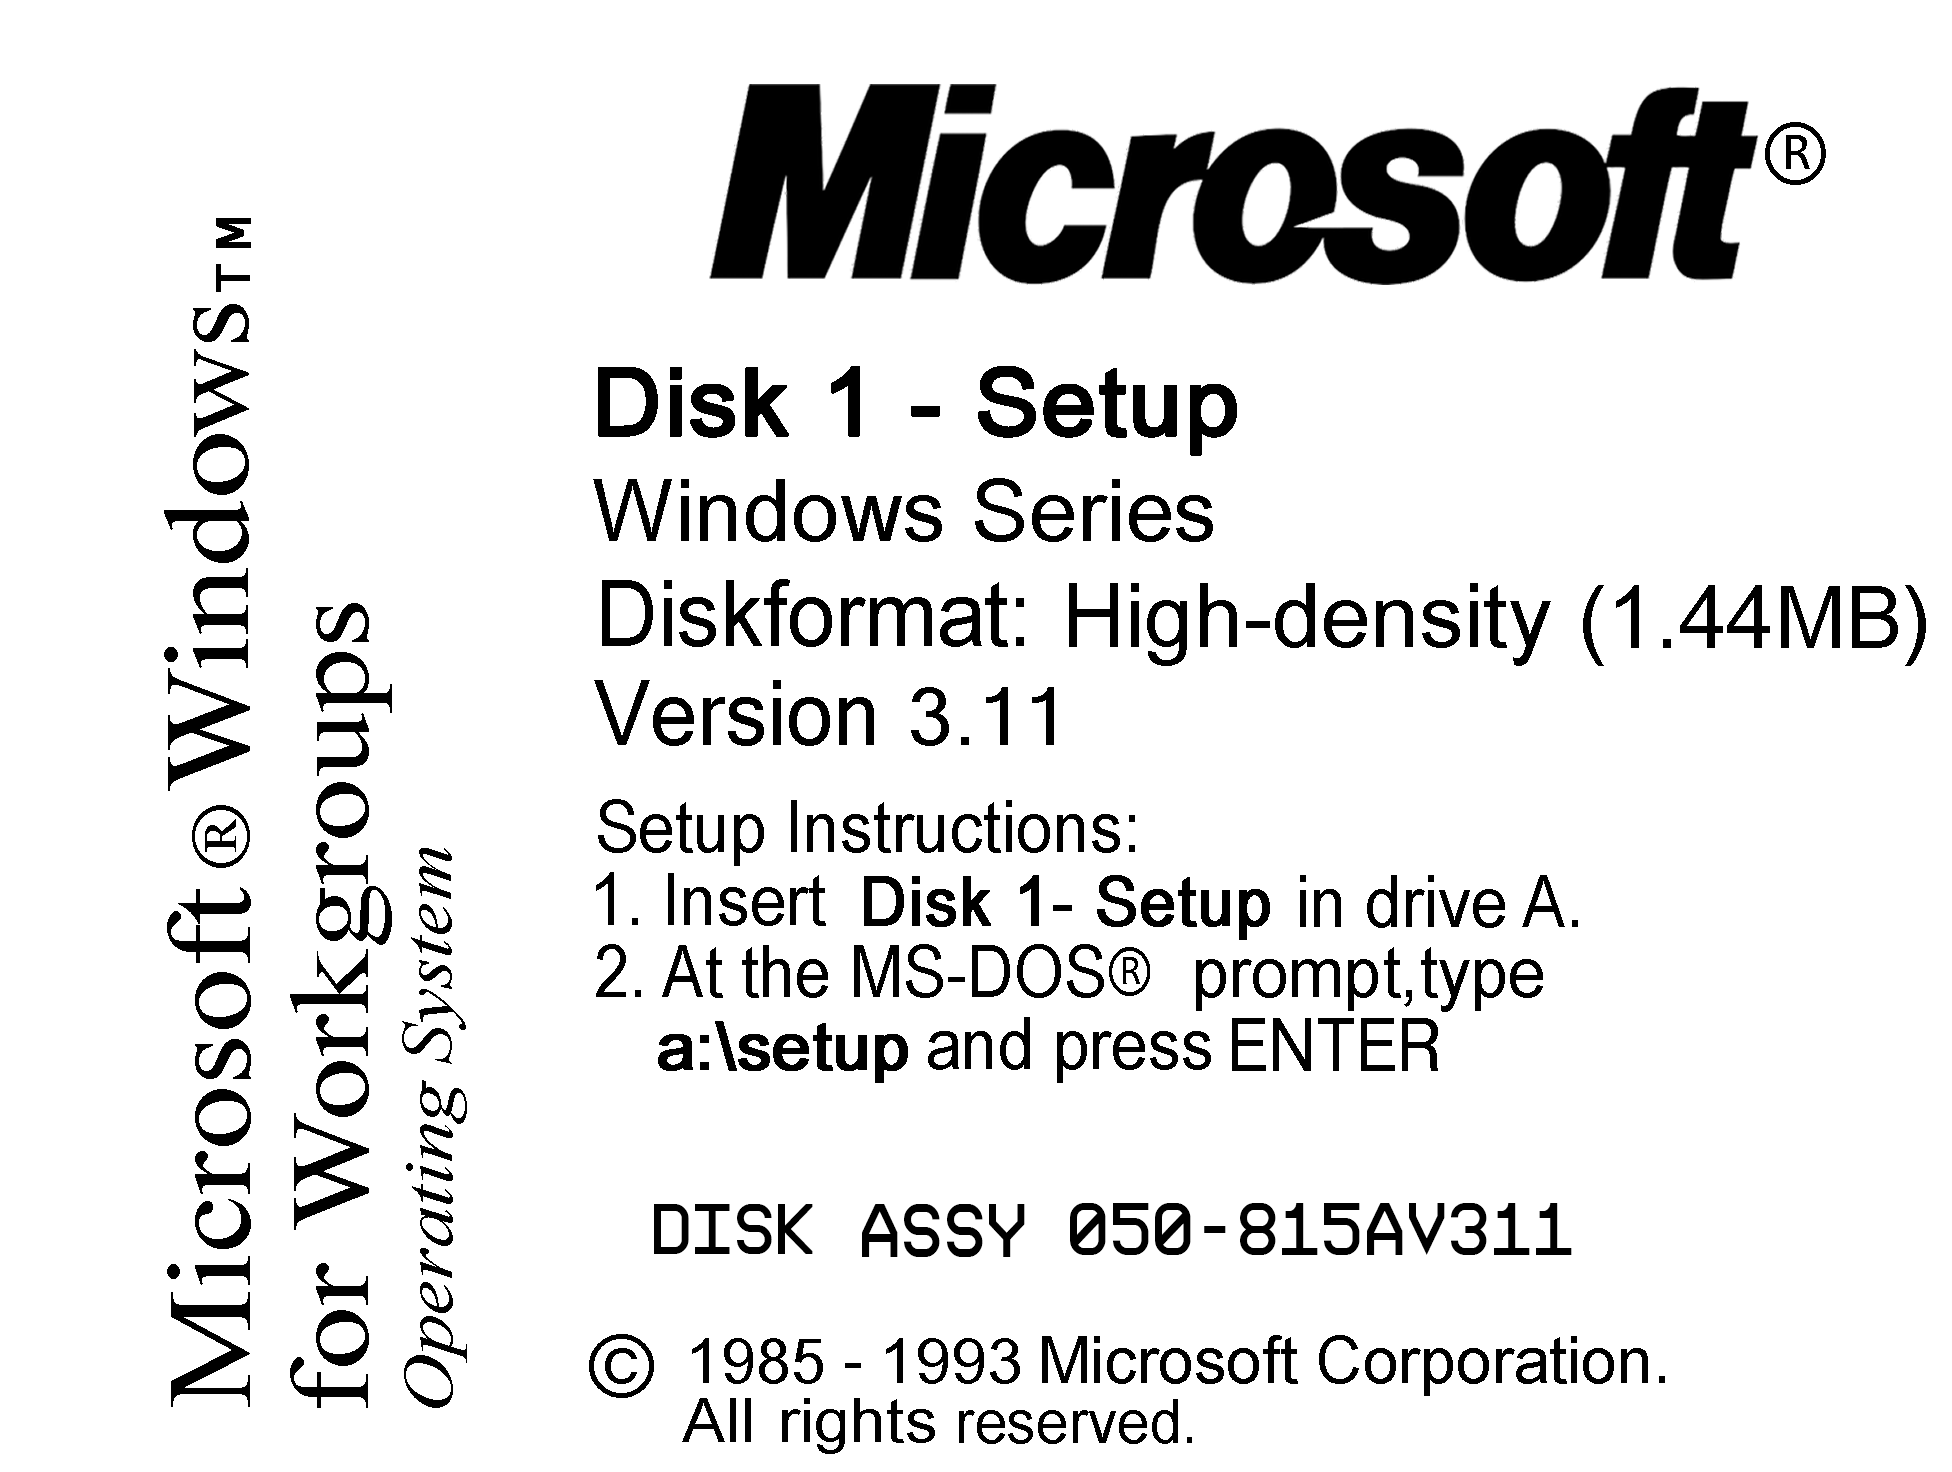 Microsoft® Windows™
for Workgroups
Operating System
Microsoft®
Disk 1 - Setup
Windows Series
Diskformat: High-density (1.44MB)
Version 3.11
Setup Instructions:
1. Insert Disk 1- Setup in drive A.
2. At the MS-DOS® prompt,type
a:\setup and press ENTER
DISK ASSY 050-815AV311
© 1985 - 1993 Microsoft Corporation.
All rights reserved.